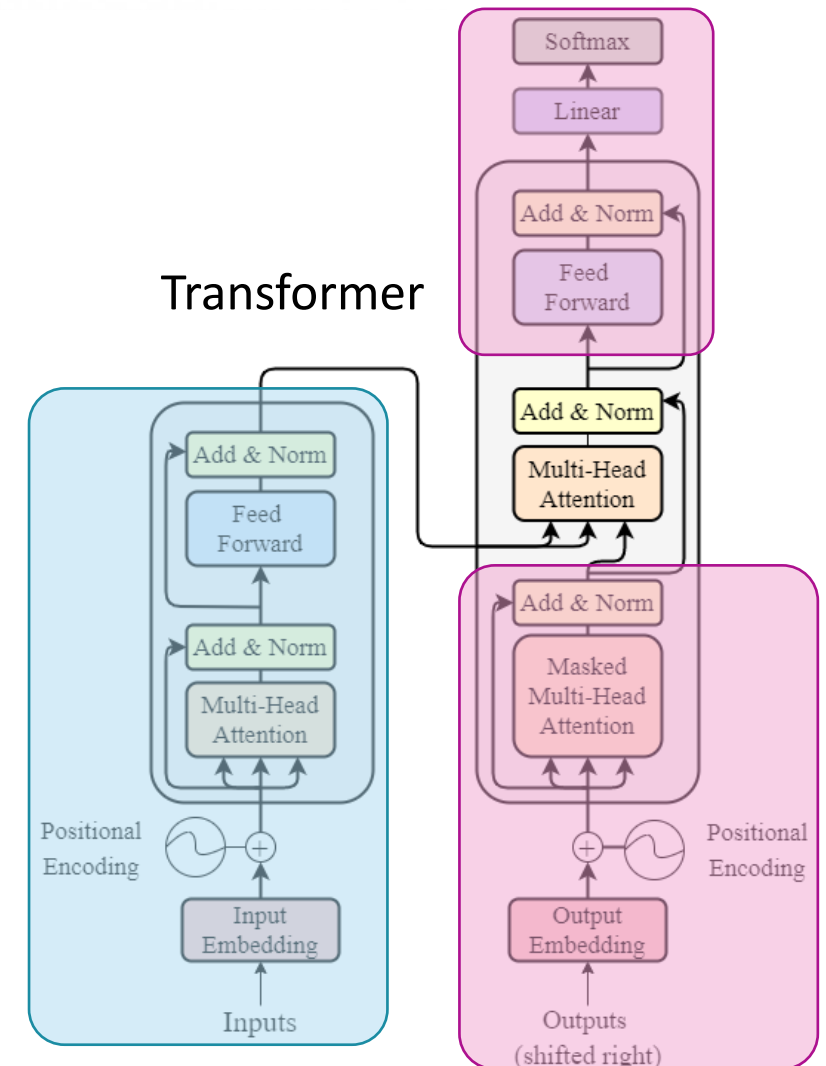 Softmax
Linear
Add & Norm
Feed
Forward
Transformer
Add & Norm
Multi-Head
Attention
Add & Norm
Feed
Forward
Add & Norm
Multi-Head
Attention
Positional
Encoding
+
Input
Embedding
Inputs
Add & Norm
Masked
Multi-Head
Attention
+
Positional
Encoding
Output
Embedding
Outputs
(shifted right)